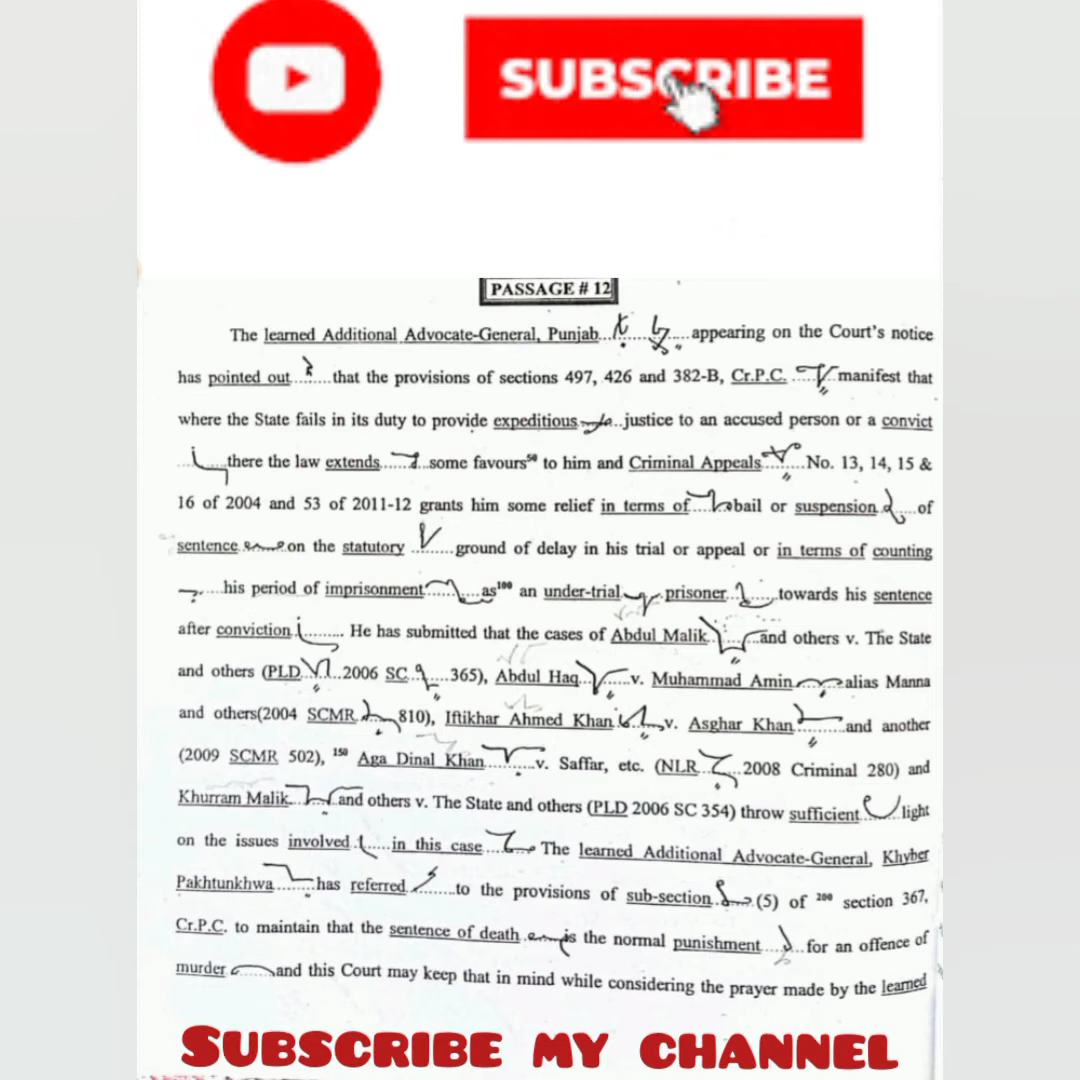 SUBSCRIBE
PASSAGE # 12
The learned Additional Advocate-General, Punjab............appearing on the Court's notice
has pointed out.........that the provisions of sections 497, 426 and 382-B, Cr.P.C. .........manifest that
where the State fails in its duty to provide expeditious.........justice to an accused person or a convict
.........there the law extends.........some favours⁵⁰ to him and Criminal Appeals.........No. 13, 14, 15 &
16 of 2004 and 53 of 2011-12 grants him some relief in terms of.........bail or suspension.........of
sentence.........on the statutory.........ground of delay in his trial or appeal or in terms of counting
.........his period of imprisonment.........as¹⁰⁰ an under-trial.........prisoner.........towards his sentence
after conviction.......... He has submitted that the cases of Abdul Malik.........and others v. The State
and others (PLD.........2006 SC.........365), Abdul Haq.........v. Muhammad Amin.........alias Manna
and others(2004 SCMR.........810), Iftikhar Ahmed Khan.........v. Asghar Khan.........and another
(2009 SCMR 502), ¹⁵⁰ Aga Dinal Khan.........v. Saffar, etc. (NLR.........2008 Criminal 280) and
Khurram Malik.........and others v. The State and others (PLD 2006 SC 354) throw sufficient.........light
on the issues involved.........in this case.......... The learned Additional Advocate-General, Khyber
Pakhtunkhwa.........has referred.........to the provisions of sub-section.........(5) of ²⁰⁰ section 367,
Cr.P.C. to maintain that the sentence of death.........is the normal punishment.........for an offence of
murder.........and this Court may keep that in mind while considering the prayer made by the learned
SUBSCRIBE MY CHANNEL